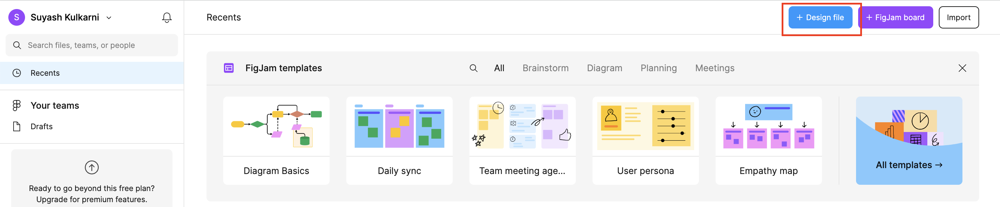 S
Suyash Kulkarni
Search files, teams, or people
Recents
Your teams
Drafts
Ready to go beyond this free plan?
Upgrade for premium features.
Recents
+ Design file
+ FigJam board
Import
FigJam templates
All
Brainstorm
Diagram
Planning
Meetings
Diagram Basics
Daily sync
Team meeting age...
User persona
Empathy map
All templates →